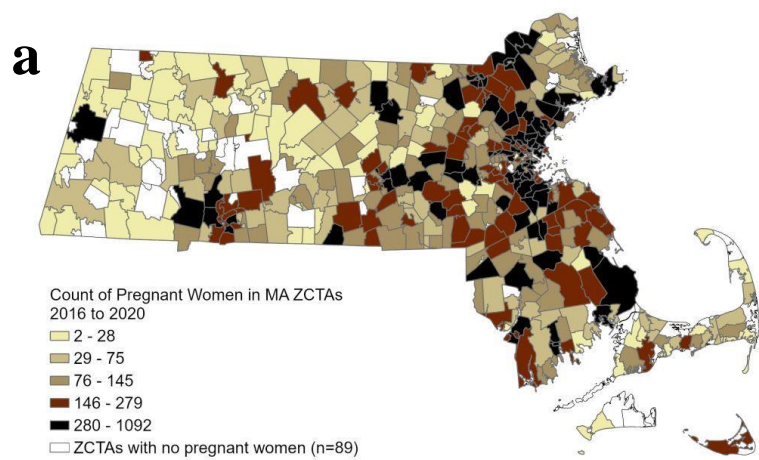 a
Count of Pregnant Women in MA ZCTAs
2016 to 2020
2 - 28
29 - 75
76 - 145
146 - 279
280 - 1092
ZCTAs with no pregnant women (n=89)